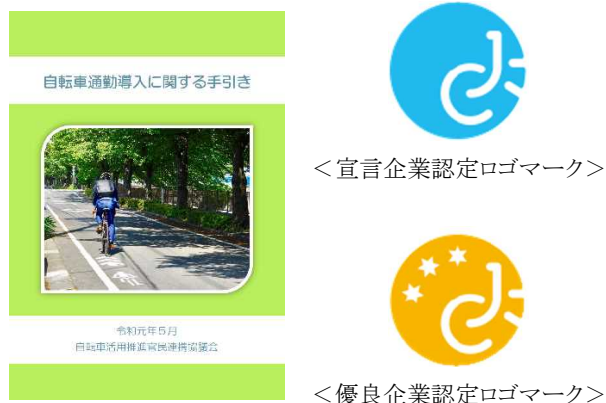 自転車通勤導入に関する手引き
令和元年5月
自転車活用推進官民連携協議会
＜宣言企業認定ロゴマーク＞
＜優良企業認定ロゴマーク＞